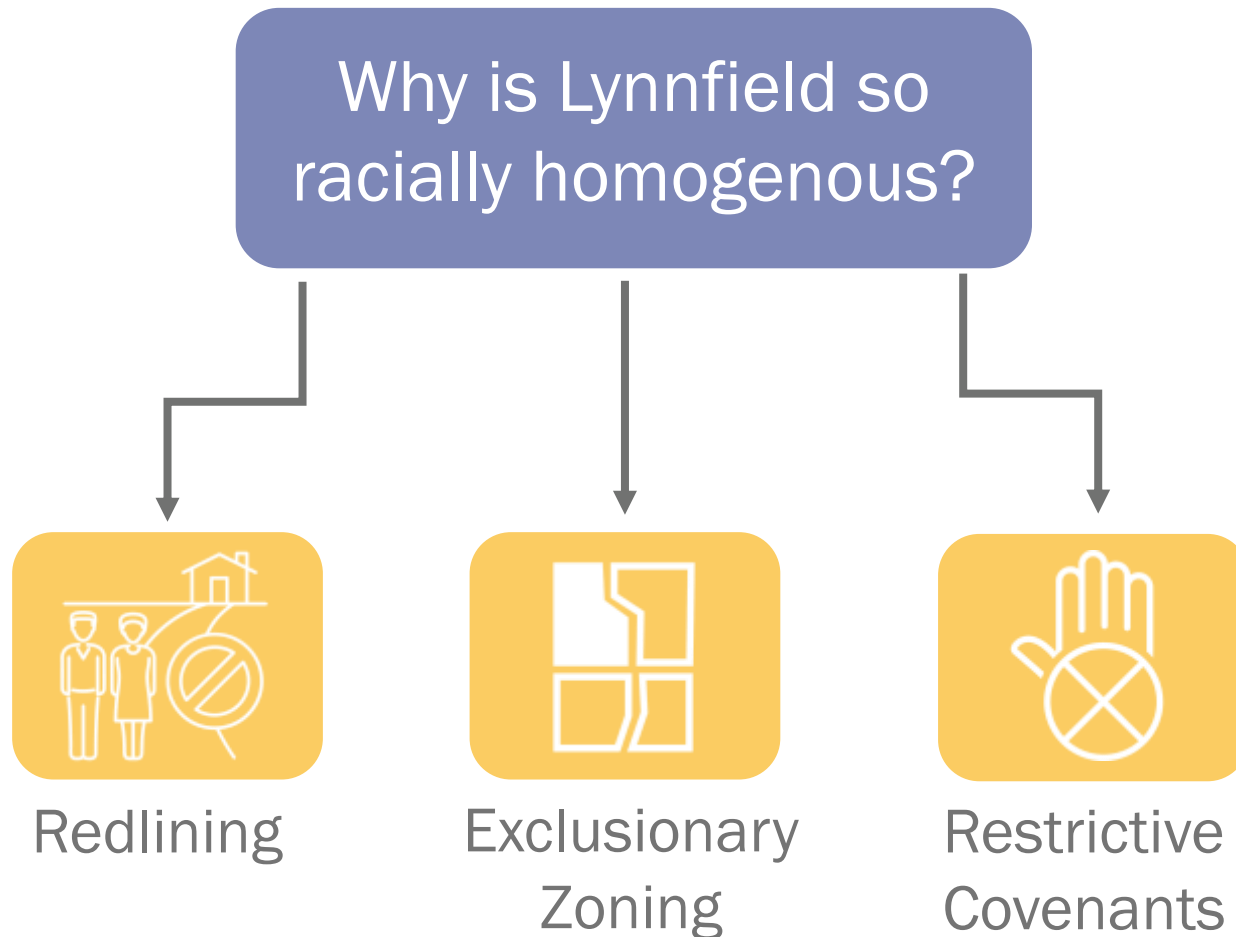 Why is Lynnfield so
racially homogenous?
Redlining
Exclusionary
Zoning
Restrictive
Covenants